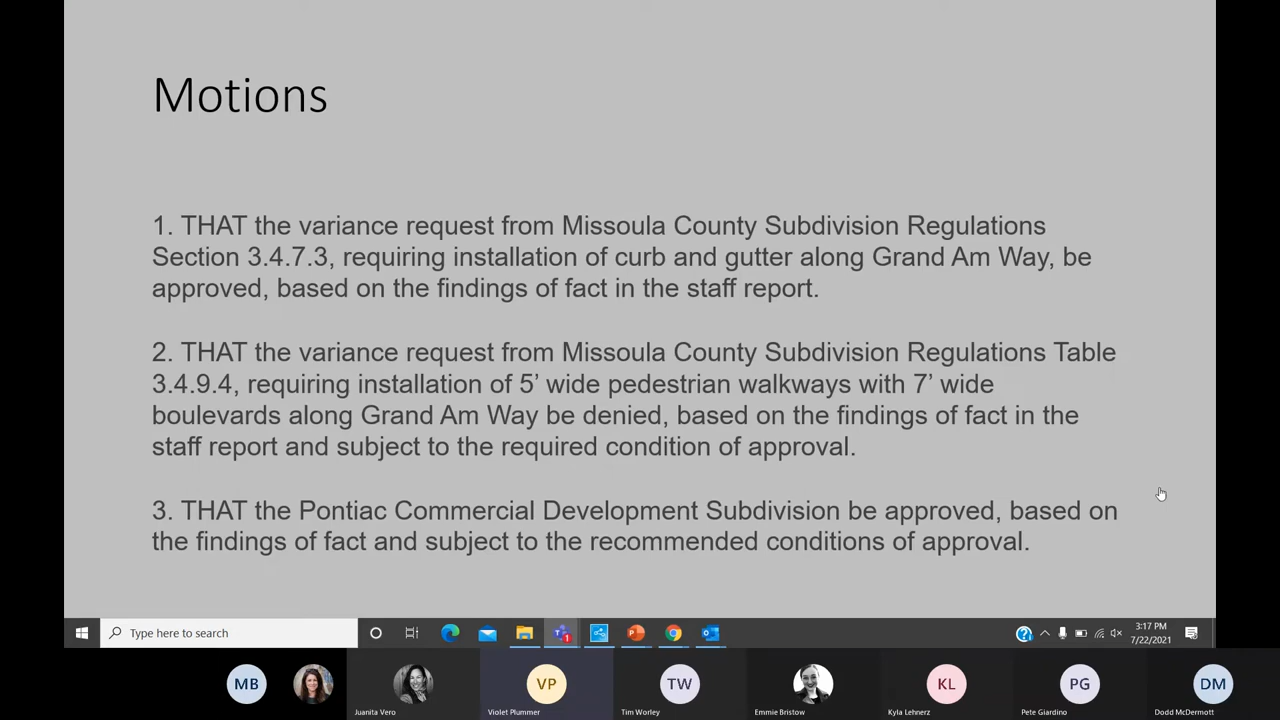 Motions
1. THAT the variance request from Missoula County Subdivision Regulations
Section 3.4.7.3, requiring installation of curb and gutter along Grand Am Way, be
approved, based on the findings of fact in the staff report.
2. THAT the variance request from Missoula County Subdivision Regulations Table
3.4.9.4, requiring installation of 5’ wide pedestrian walkways with 7’ wide
boulevards along Grand Am Way be denied, based on the findings of fact in the
staff report and subject to the required condition of approval.
3. THAT the Pontiac Commercial Development Subdivision be approved, based on
the findings of fact and subject to the recommended conditions of approval.
Type here to search
1
3:17 PM
7/22/2021
MB
VP
TW
KL
PG
DM
Juanita Vero
Violet Plummer
Tim Worley
Emmie Bristow
Kyla Lehnerz
Pete Giardino
Dodd McDermott